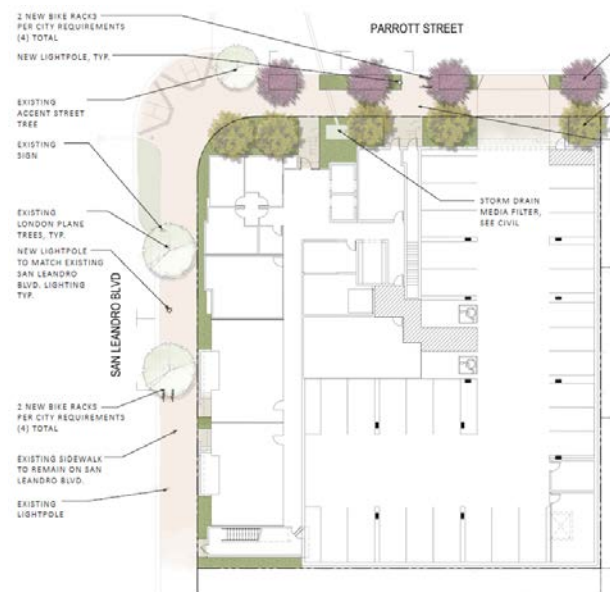 2 NEW BIKE RACKS
PER CITY REQUIREMENTS
(4) TOTAL
PARROTT STREET
NEW LIGHTPOLE, TYP.
EXISTING
ACCENT STREET
TREE
EXISTING
SIGN
EXISTING
LONDON PLANE
TREES, TYP.
NEW LIGHTPOLE
TO MATCH EXISTING
SAN LEANDRO
BLVD. LIGHTING
TYP.
SAN LEANDRO BLVD
STORM DRAIN
MEDIA FILTER,
SEE CIVIL
2 NEW BIKE RACKS
PER CITY REQUIREMENTS
(4) TOTAL
EXISTING SIDEWALK
TO REMAIN ON SAN
LEANDRO BLVD.
EXISTING
LIGHTPOLE